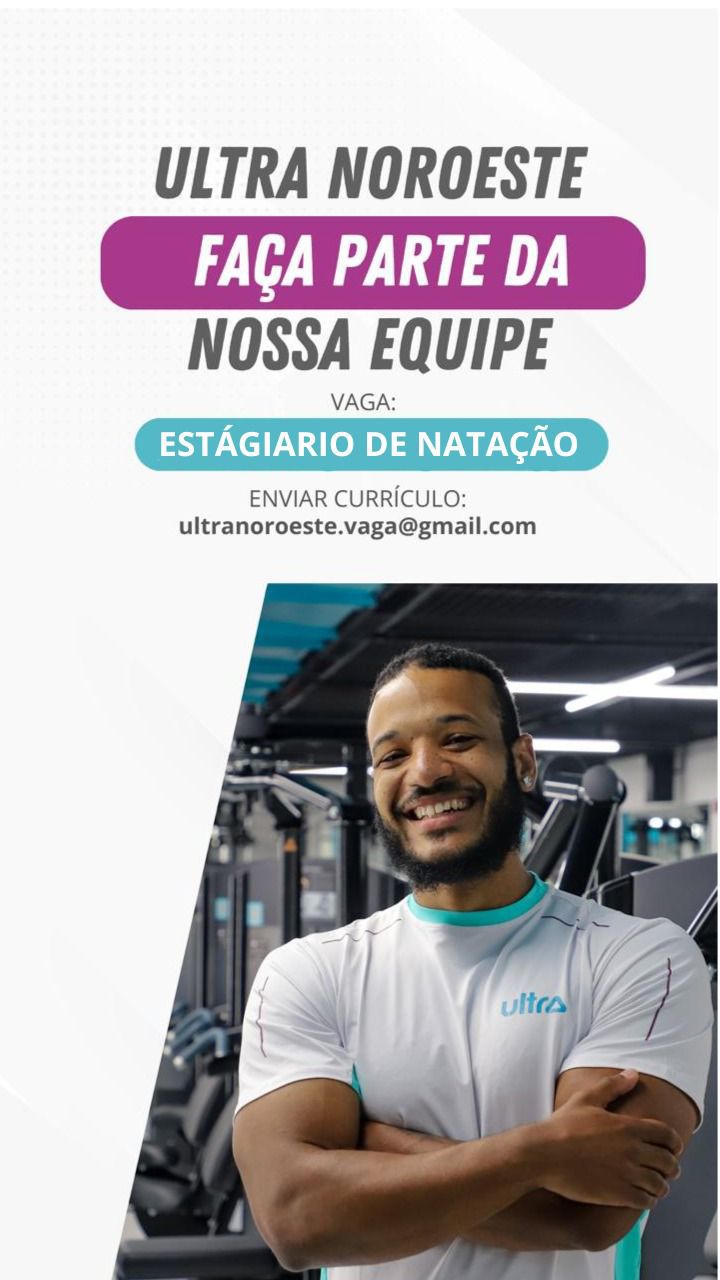 ULTRA NOROESTE
FAÇA PARTE DA
NOSSA EQUIPE
VAGA:
ESTÁGIARIO DE NATAÇÃO
ENVIAR CURRÍCULO:
ultranoroeste.vaga@gmail.com
ultra